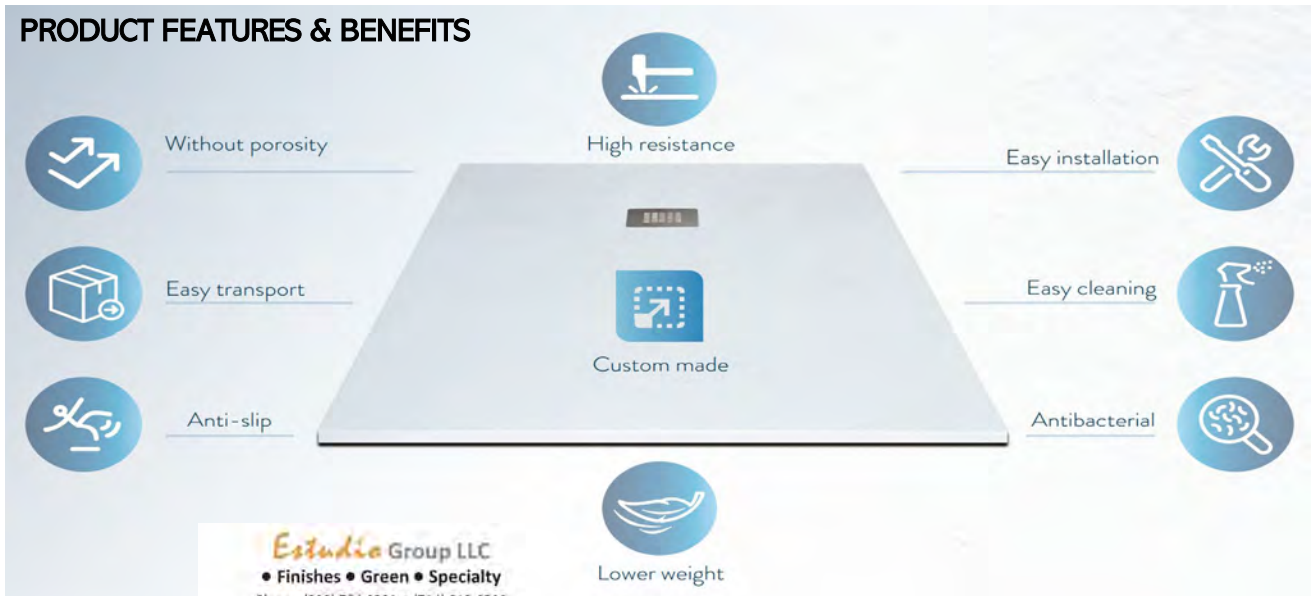 PRODUCT FEATURES & BENEFITS
High resistance
Without porosity
Easy installation
Easy transport
Easy cleaning
Custom made
Anti-slip
Antibacterial
Lower weight
Estudio Group LLC
• Finishes • Green • Specialty